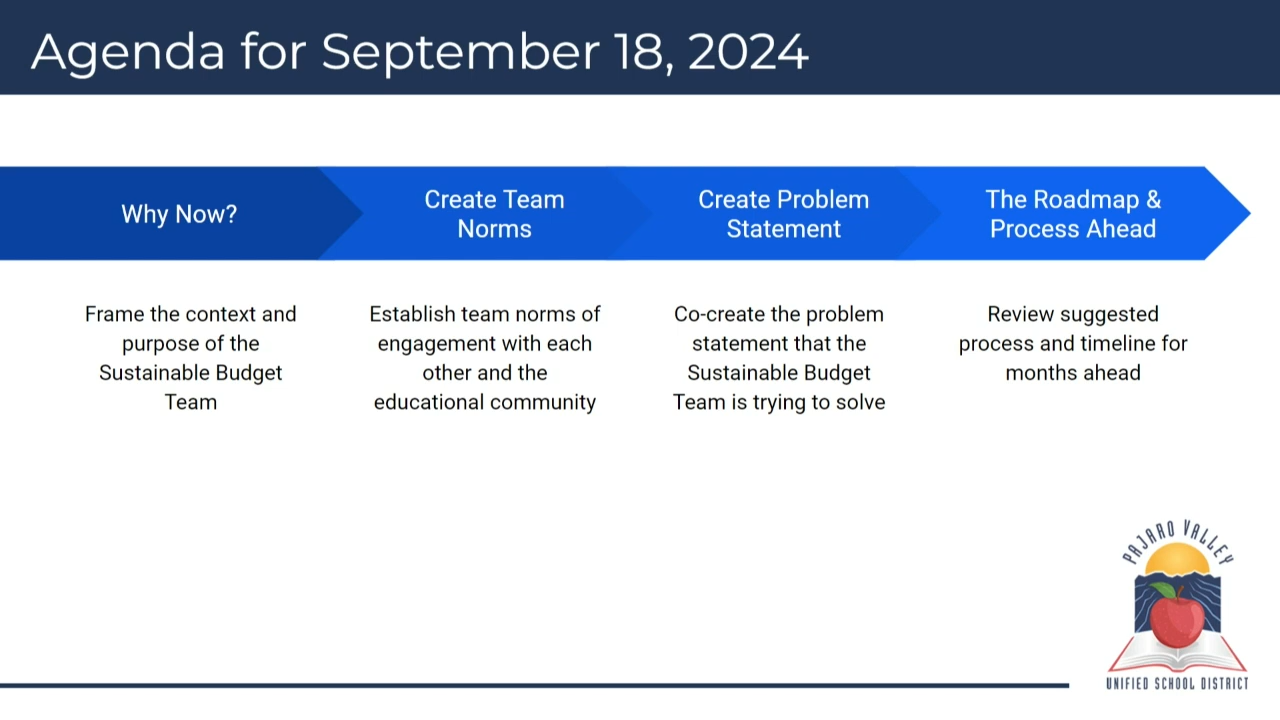 Agenda for September 18, 2024
Why Now?
Frame the context and
purpose of the
Sustainable Budget
Team
Create Team
Norms
Establish team norms of
engagement with each
other and the
educational community
Create Problem
Statement
Co-create the problem
statement that the
Sustainable Budget
Team is trying to solve
The Roadmap &
Process Ahead
Review suggested
process and timeline for
months ahead
PAJARO VALLEY
UNIFIED SCHOOL DISTRICT